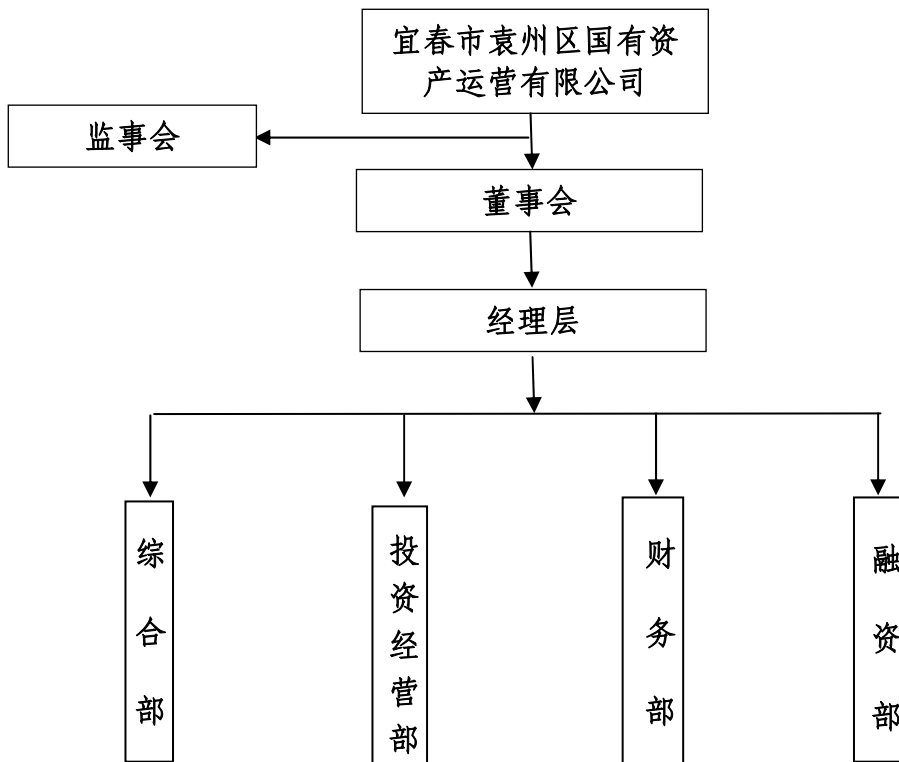 宜春市袁州区国有资
产运营有限公司
监事会
董事会
经理层
综合部
投资经营部
财务部
融资部